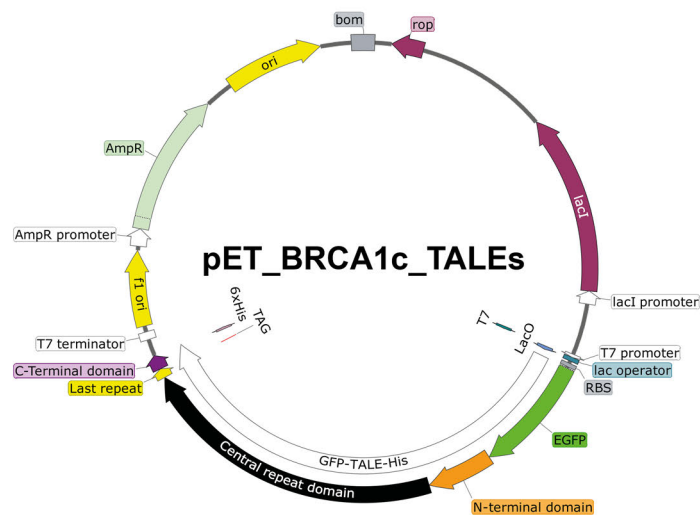 bom
rop
ori
AmpR
lacI
AmpR promoter
f1 ori
pET_BRCA1c_TALEs
6xHis
TAG
T7
LacO
lacI promoter
T7 terminator
T7 promoter
C-Terminal domain
lac operator
Last repeat
RBS
EGFP
GFP-TALE-His
Central repeat domain
N-terminal domain